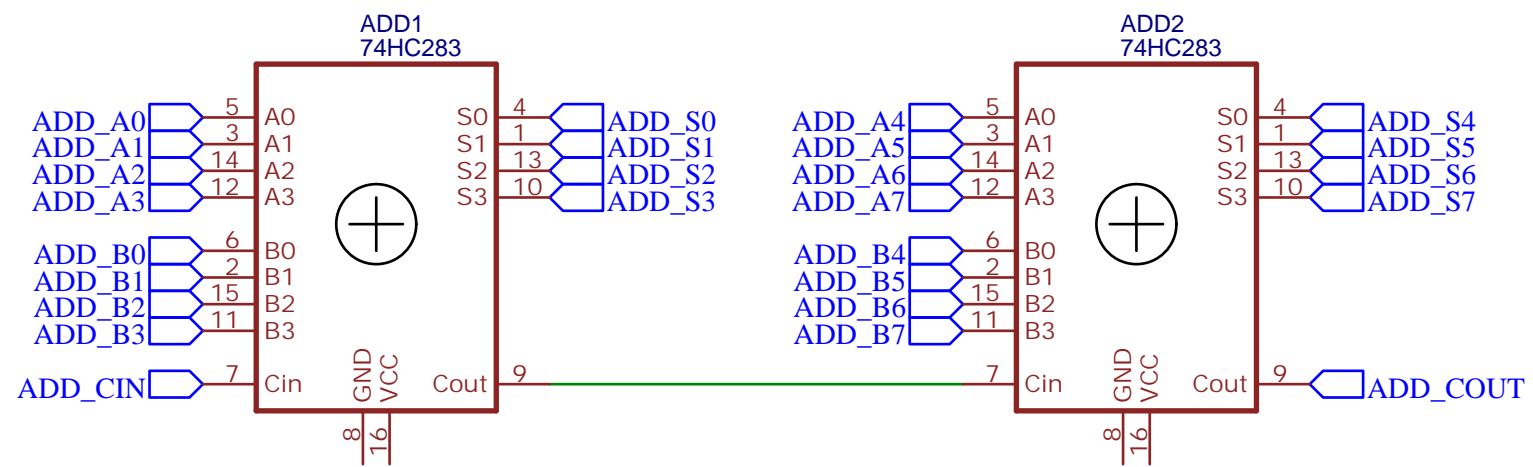 ADD1
74HC283
ADD_A0 5 A0 S0 4 ADD_S0
ADD_A1 3 A1 S1 1 ADD_S1
ADD_A2 14 A2 S2 13 ADD_S2
ADD_A3 12 A3 S3 10 ADD_S3
ADD_B0 6 B0
ADD_B1 2 B1
ADD_B2 15 B2
ADD_B3 11 B3
ADD_CIN 7 Cin GND VCC Cout 9
8 16
ADD2
74HC283
ADD_A4 5 A0 S0 4 ADD_S4
ADD_A5 3 A1 S1 1 ADD_S5
ADD_A6 14 A2 S2 13 ADD_S6
ADD_A7 12 A3 S3 10 ADD_S7
ADD_B4 6 B0
ADD_B5 2 B1
ADD_B6 15 B2
ADD_B7 11 B3
7 Cin GND VCC Cout 9 ADD_COUT
8 16